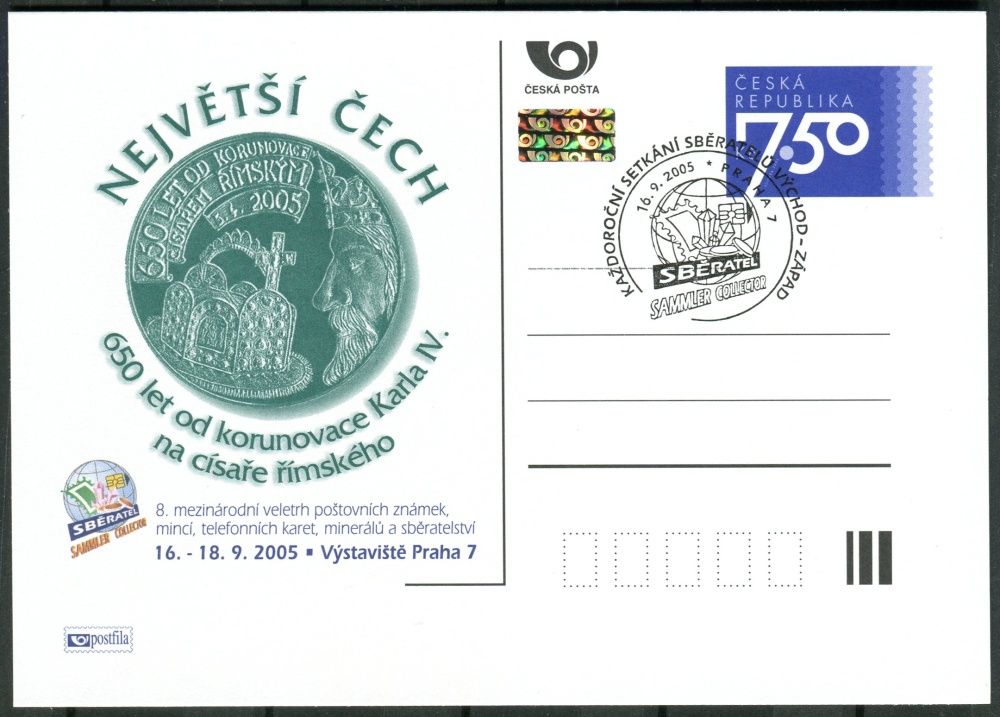 NEJVĚTŠÍ ČECH
650 LET OD KORUNOVACE
CÍSAŘEM ŘÍMSKÝM
5.4. 2005
650 let od korunovace Karla IV.
na císaře římského
SBĚRATEL
SAMMLER COLLECTOR
8. mezinárodní veletrh poštovních známek,
mincí, telefonních karet, minerálů a sběratelství
16. - 18. 9. 2005 ▪ Výstaviště Praha 7
postfila
ČESKÁ POŠTA
ČESKÁ
REPUBLIKA
7.50
KAŽDOROČNÍ SETKÁNÍ SBĚRATELŮ VÝCHOD - ZÁPAD
16. 9. 2005 * PRAHA 7
SBĚRATEL
SAMMLER COLLECTOR